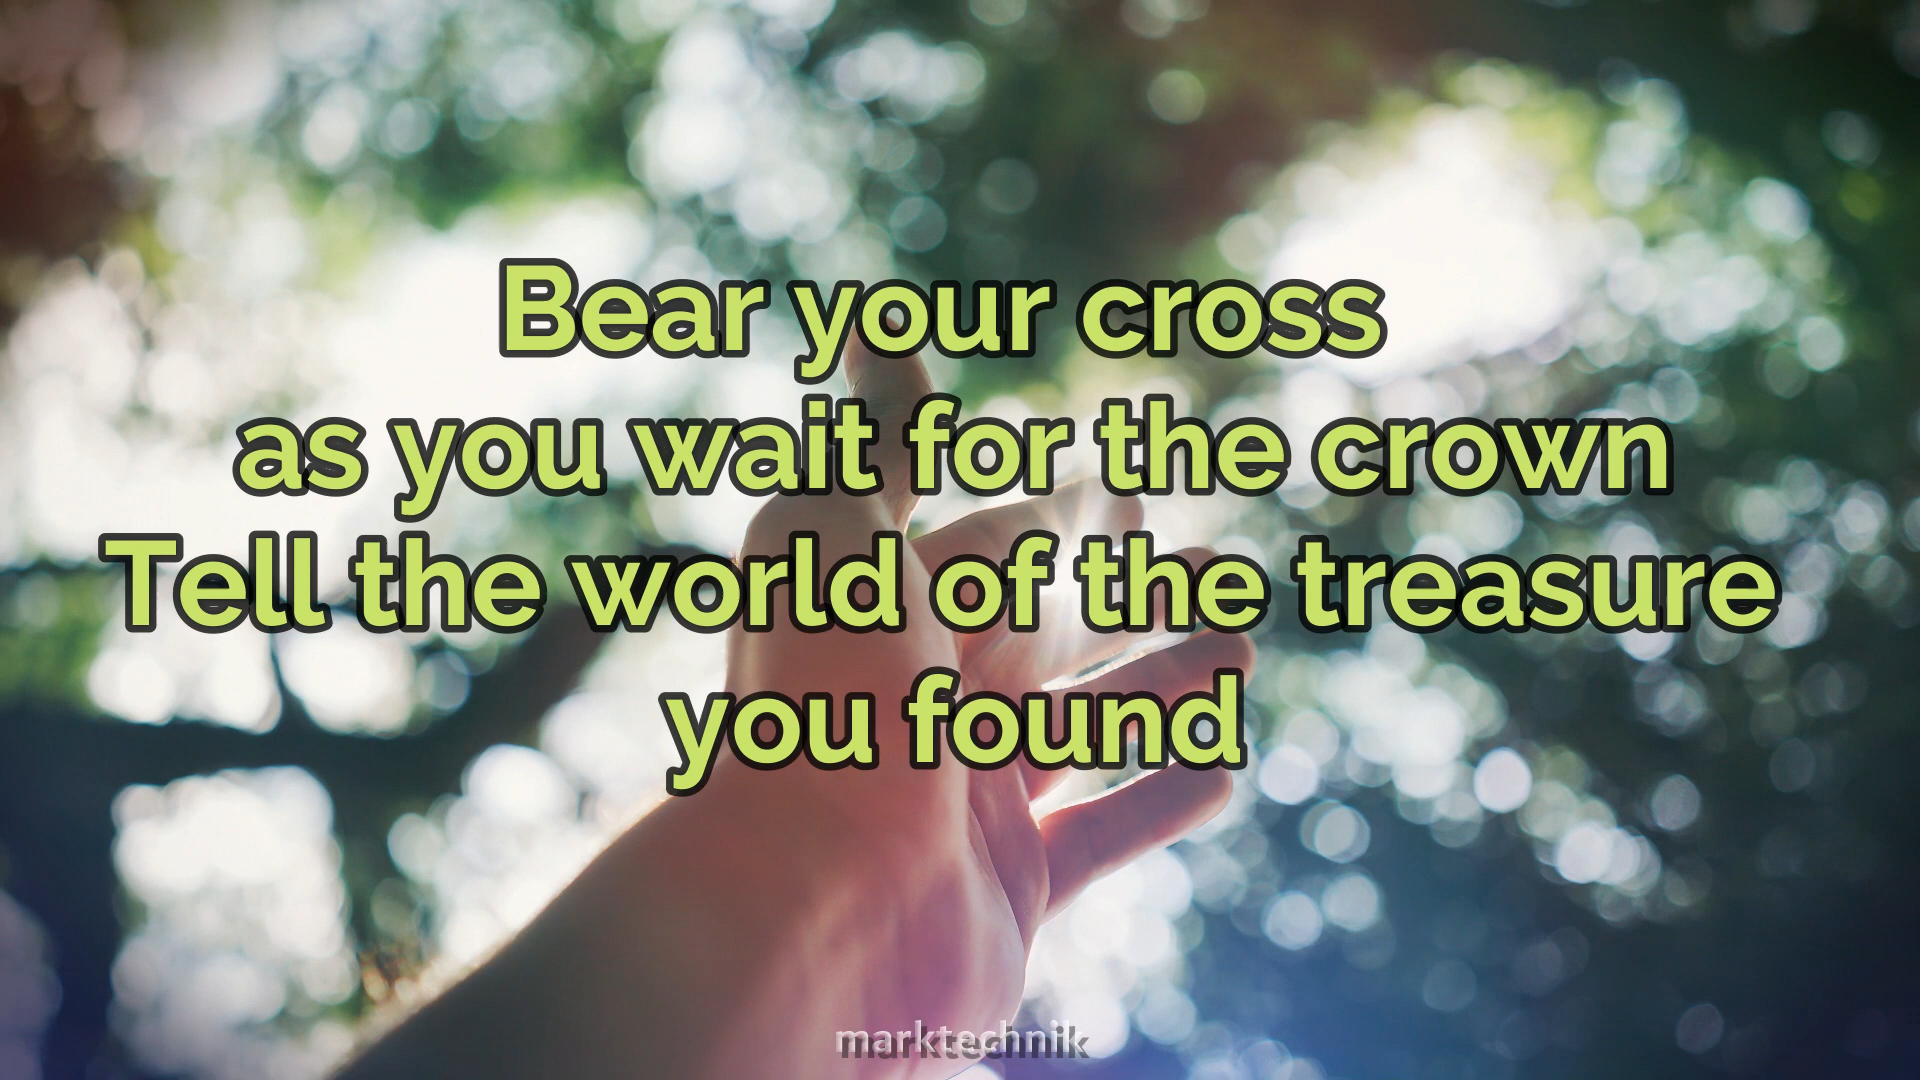 Bear your cross
as you wait for the crown
Tell the world of the treasure
you found
marktechnik